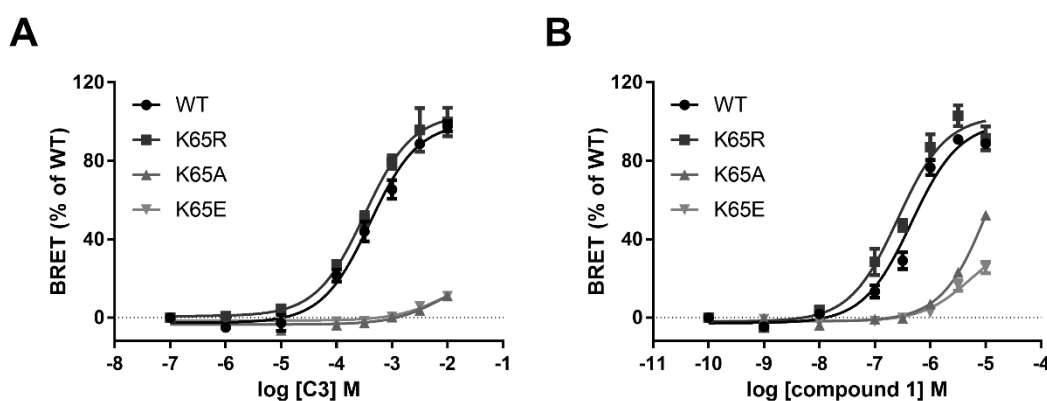 A
120
80
40
0
BRET (% of WT)
WT
K65R
K65A
K65E
-8 -7 -6 -5 -4 -3 -2 -1
log [C3] M
B
120
80
40
0
BRET (% of WT)
WT
K65R
K65A
K65E
-11 -10 -9 -8 -7 -6 -5 -4
log [compound 1] M